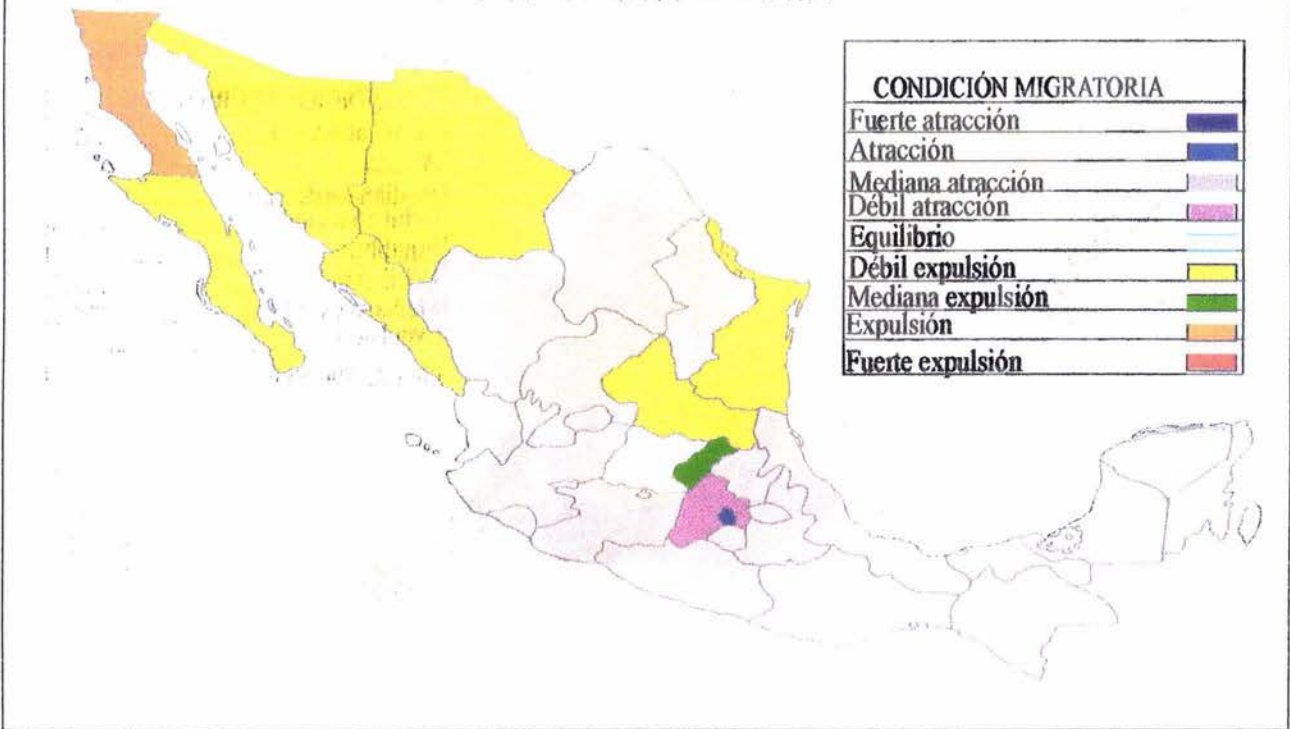 CONDICIÓN MIGRATORIA
Fuerte atracción
Atracción
Mediana atracción
Débil atracción
Equilibrio
Débil expulsión
Mediana expulsión
Expulsión
Fuerte expulsión